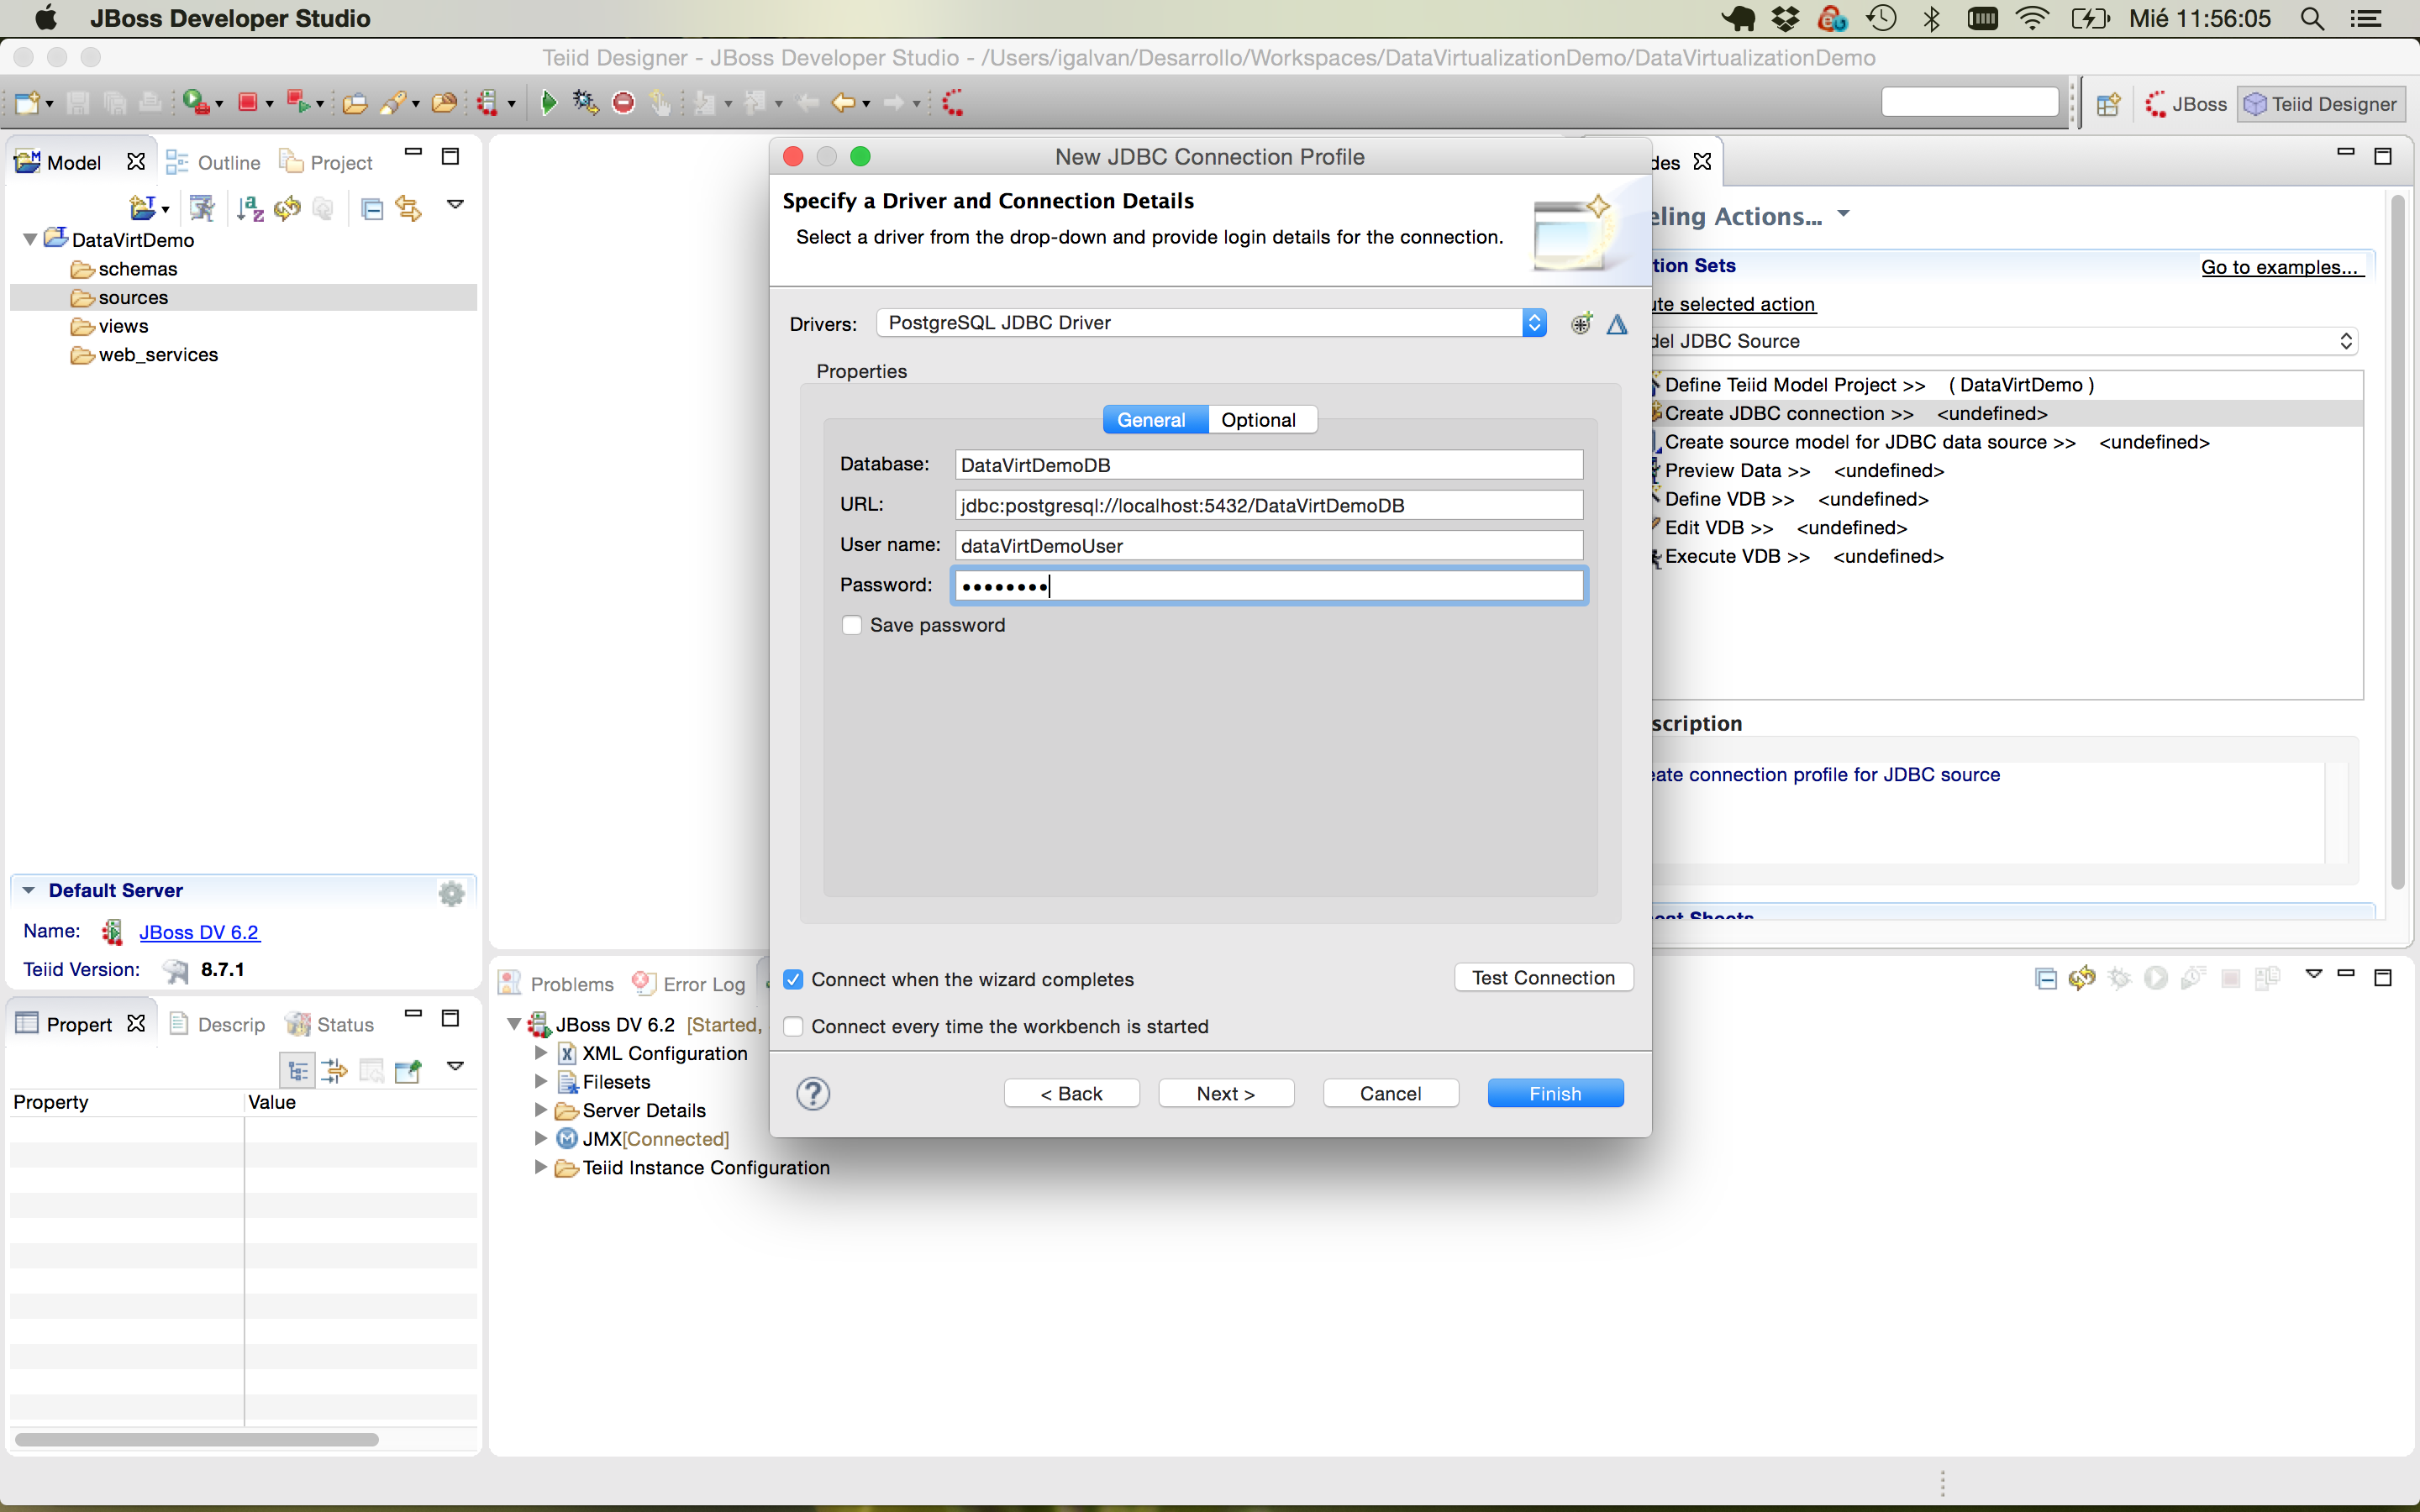 JBoss Developer Studio
Mié 11:56:05
Teiid Designer - JBoss Developer Studio - /Users/igalvan/Desarrollo/Workspaces/DataVirtualizationDemo/DataVirtualizationDemo
JBoss
Teiid Designer
Model
Outline
Project
DataVirtDemo
schemas
sources
views
web_services
Default Server
Name:
JBoss DV 6.2
Teiid Version:
8.7.1
Propert
Descrip
Status
Property
Value
New JDBC Connection Profile
Specify a Driver and Connection Details
Select a driver from the drop-down and provide login details for the connection.
Drivers:
PostgreSQL JDBC Driver
Properties
General
Optional
Database:
DataVirtDemoDB
URL:
jdbc:postgresql://localhost:5432/DataVirtDemoDB
User name:
dataVirtDemoUser
Password:
••••••••
Save password
Connect when the wizard completes
Test Connection
Connect every time the workbench is started
< Back
Next >
Cancel
Finish
des
eling Actions...
tion Sets
Go to examples...
ute selected action
del JDBC Source
Define Teiid Model Project >> ( DataVirtDemo )
Create JDBC connection >> <undefined>
Create source model for JDBC data source >> <undefined>
Preview Data >> <undefined>
Define VDB >> <undefined>
Edit VDB >> <undefined>
Execute VDB >> <undefined>
scription
eate connection profile for JDBC source
Problems
Error Log
JBoss DV 6.2 [Started,
XML Configuration
Filesets
Server Details
JMX[Connected]
Teiid Instance Configuration